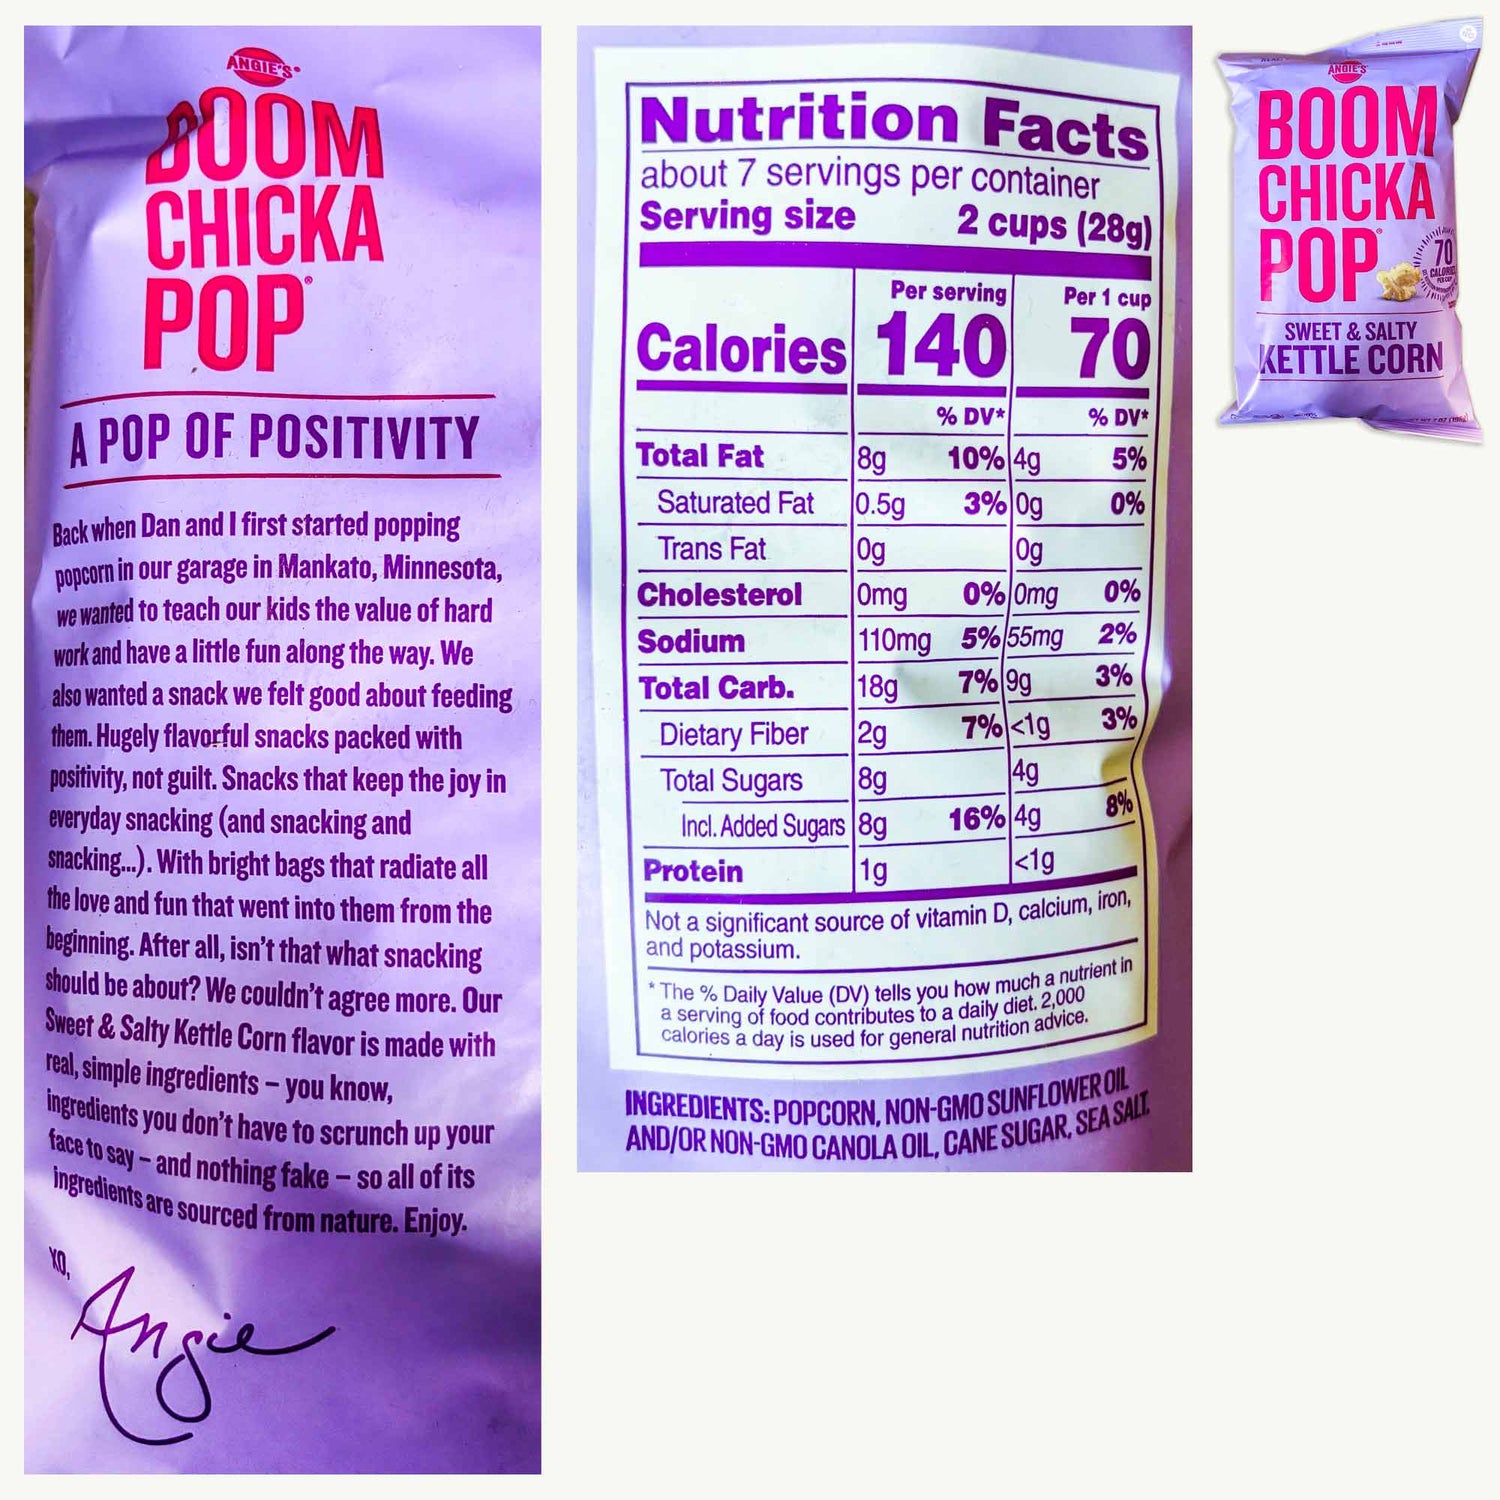 ANGIE'S
BOOM
CHICKA
POP®
A POP OF POSITIVITY
Back when Dan and I first started popping
popcorn in our garage in Mankato, Minnesota,
we wanted to teach our kids the value of hard
work and have a little fun along the way. We
also wanted a snack we felt good about feeding
them. Hugely flavorful snacks packed with
positivity, not guilt. Snacks that keep the joy in
everyday snacking (and snacking and
snacking...). With bright bags that radiate all
the love and fun that went into them from the
beginning. After all, isn't that what snacking
should be about? We couldn't agree more. Our
Sweet & Salty Kettle Corn flavor is made with
real, simple ingredients – you know,
ingredients you don't have to scrunch up your
face to say – and nothing fake – so all of its
ingredients are sourced from nature. Enjoy.
XO,
Angie
Nutrition Facts
about 7 servings per container
Serving size 2 cups (28g)
Per serving Per 1 cup
Calories 140 70
% DV* % DV*
Total Fat 8g 10% 4g 5%
Saturated Fat 0.5g 3% 0g 0%
Trans Fat 0g 0g
Cholesterol 0mg 0% 0mg 0%
Sodium 110mg 5% 55mg 2%
Total Carb. 18g 7% 9g 3%
Dietary Fiber 2g 7% <1g 3%
Total Sugars 8g 4g
Incl. Added Sugars 8g 16% 4g 8%
Protein 1g <1g
Not a significant source of vitamin D, calcium, iron,
and potassium.
* The % Daily Value (DV) tells you how much a nutrient in
a serving of food contributes to a daily diet. 2,000
calories a day is used for general nutrition advice.
INGREDIENTS: POPCORN, NON-GMO SUNFLOWER OIL
AND/OR NON-GMO CANOLA OIL, CANE SUGAR, SEA SALT.
ANGIE'S
BOOM
CHICKA
POP®
70
CALORIES
PER CUP
SWEET & SALTY
KETTLE CORN